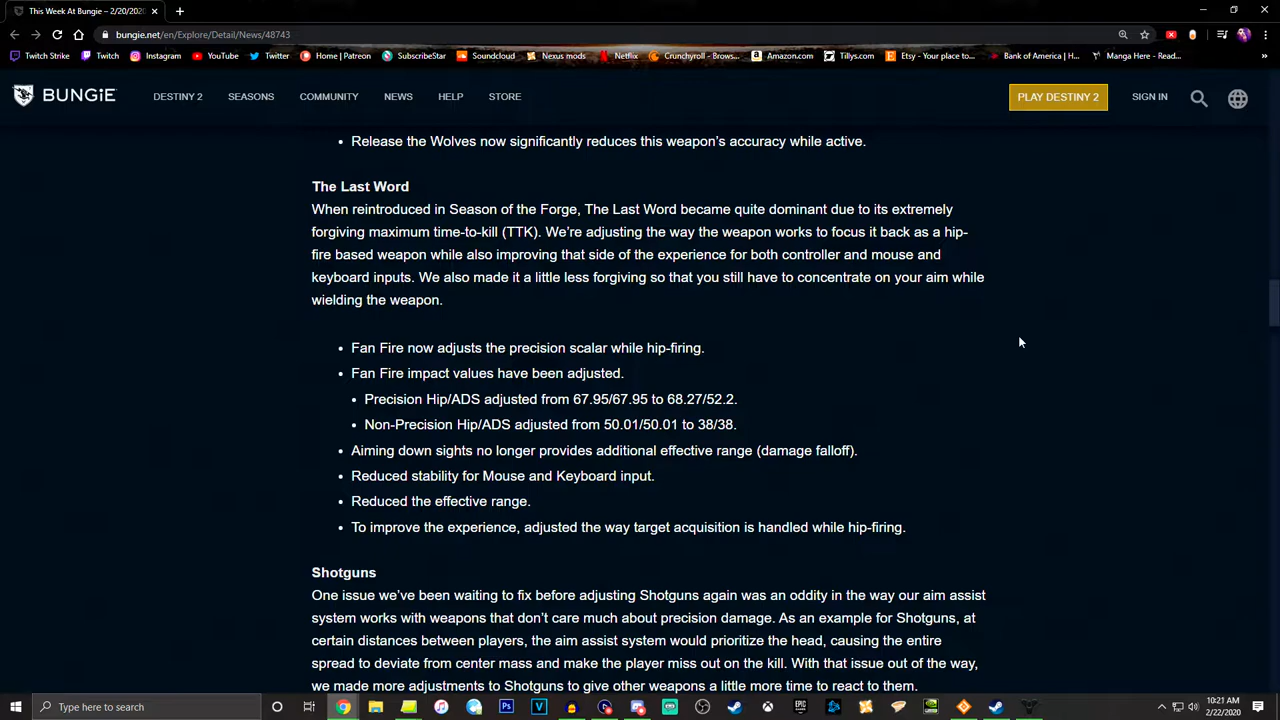 This Week At Bungie – 2/20/2020
bungie.net/en/Explore/Detail/News/48743
Twitch Strike
Twitch
Instagram
YouTube
Twitter
Home | Patreon
SubscribeStar
Soundcloud
Nexus mods
Netflix
Crunchyroll - Brows...
Amazon.com
Tillys.com
Etsy - Your place to...
Bank of America | H...
Manga Here - Read...
BUNGiE
DESTINY 2
SEASONS
COMMUNITY
NEWS
HELP
STORE
PLAY DESTINY 2
SIGN IN
• Release the Wolves now significantly reduces this weapon's accuracy while active.
The Last Word
When reintroduced in Season of the Forge, The Last Word became quite dominant due to its extremely
forgiving maximum time-to-kill (TTK). We're adjusting the way the weapon works to focus it back as a hip-
fire based weapon while also improving that side of the experience for both controller and mouse and
keyboard inputs. We also made it a little less forgiving so that you still have to concentrate on your aim while
wielding the weapon.
• Fan Fire now adjusts the precision scalar while hip-firing.
• Fan Fire impact values have been adjusted.
• Precision Hip/ADS adjusted from 67.95/67.95 to 68.27/52.2.
• Non-Precision Hip/ADS adjusted from 50.01/50.01 to 38/38.
• Aiming down sights no longer provides additional effective range (damage falloff).
• Reduced stability for Mouse and Keyboard input.
• Reduced the effective range.
• To improve the experience, adjusted the way target acquisition is handled while hip-firing.
Shotguns
One issue we've been waiting to fix before adjusting Shotguns again was an oddity in the way our aim assist
system works with weapons that don't care much about precision damage. As an example for Shotguns, at
certain distances between players, the aim assist system would prioritize the head, causing the entire
spread to deviate from center mass and make the player miss out on the kill. With that issue out of the way,
we made more adjustments to Shotguns to give other weapons a little more time to react to them.
Type here to search
10:21 AM
2/22/2020